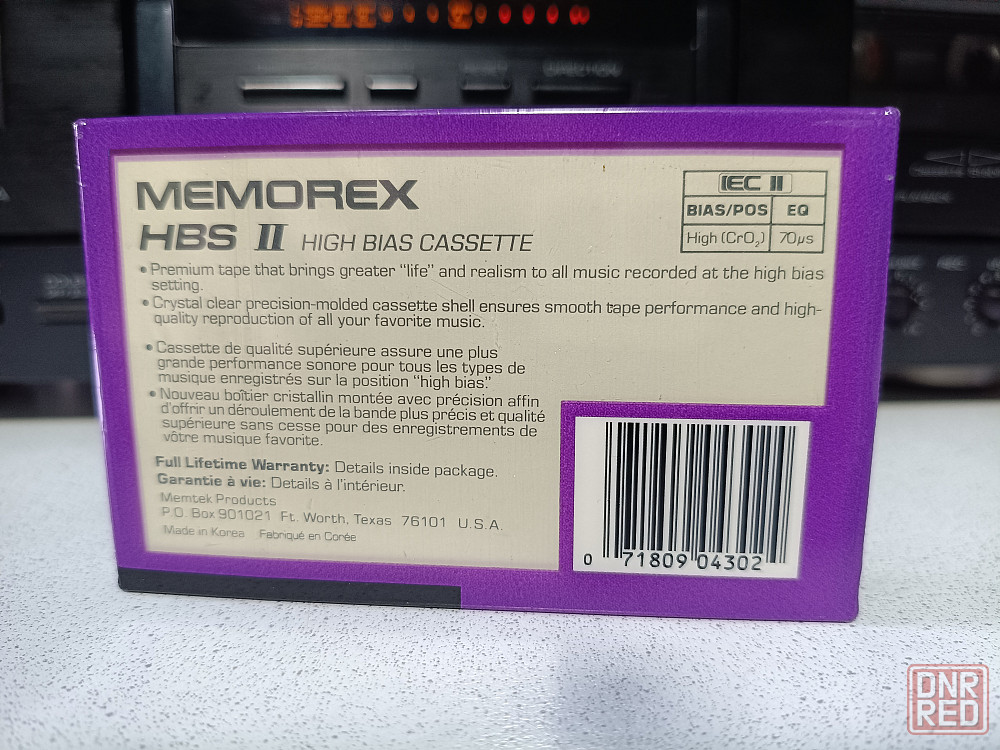 MEMOREX
HBS II HIGH BIAS CASSETTE
IEC II
BIAS/POS EQ
High (CrO₂) 70µs
• Premium tape that brings greater “life” and realism to all music recorded at the high bias
setting.
• Crystal clear precision-molded cassette shell ensures smooth tape performance and high-
quality reproduction of all your favorite music.
• Cassette de qualité supérieure assure une plus
grande performance sonore pour tous les types de
musique enregistrés sur la position “high bias.”
• Nouveau boîtier cristallin montée avec précision affin
d'offrir un déroulement de la bande plus précis et qualité
supérieure sans cesse pour des enregistrements de
vôtre musique favorite.
Full Lifetime Warranty: Details inside package.
Garantie à vie: Détails à l'intérieur.
Memtek Products
P.O. Box 901021 Ft. Worth, Texas 76101 U.S.A.
Made in Korea Fabriqué en Corée
0 71809 04302
DNR
RED